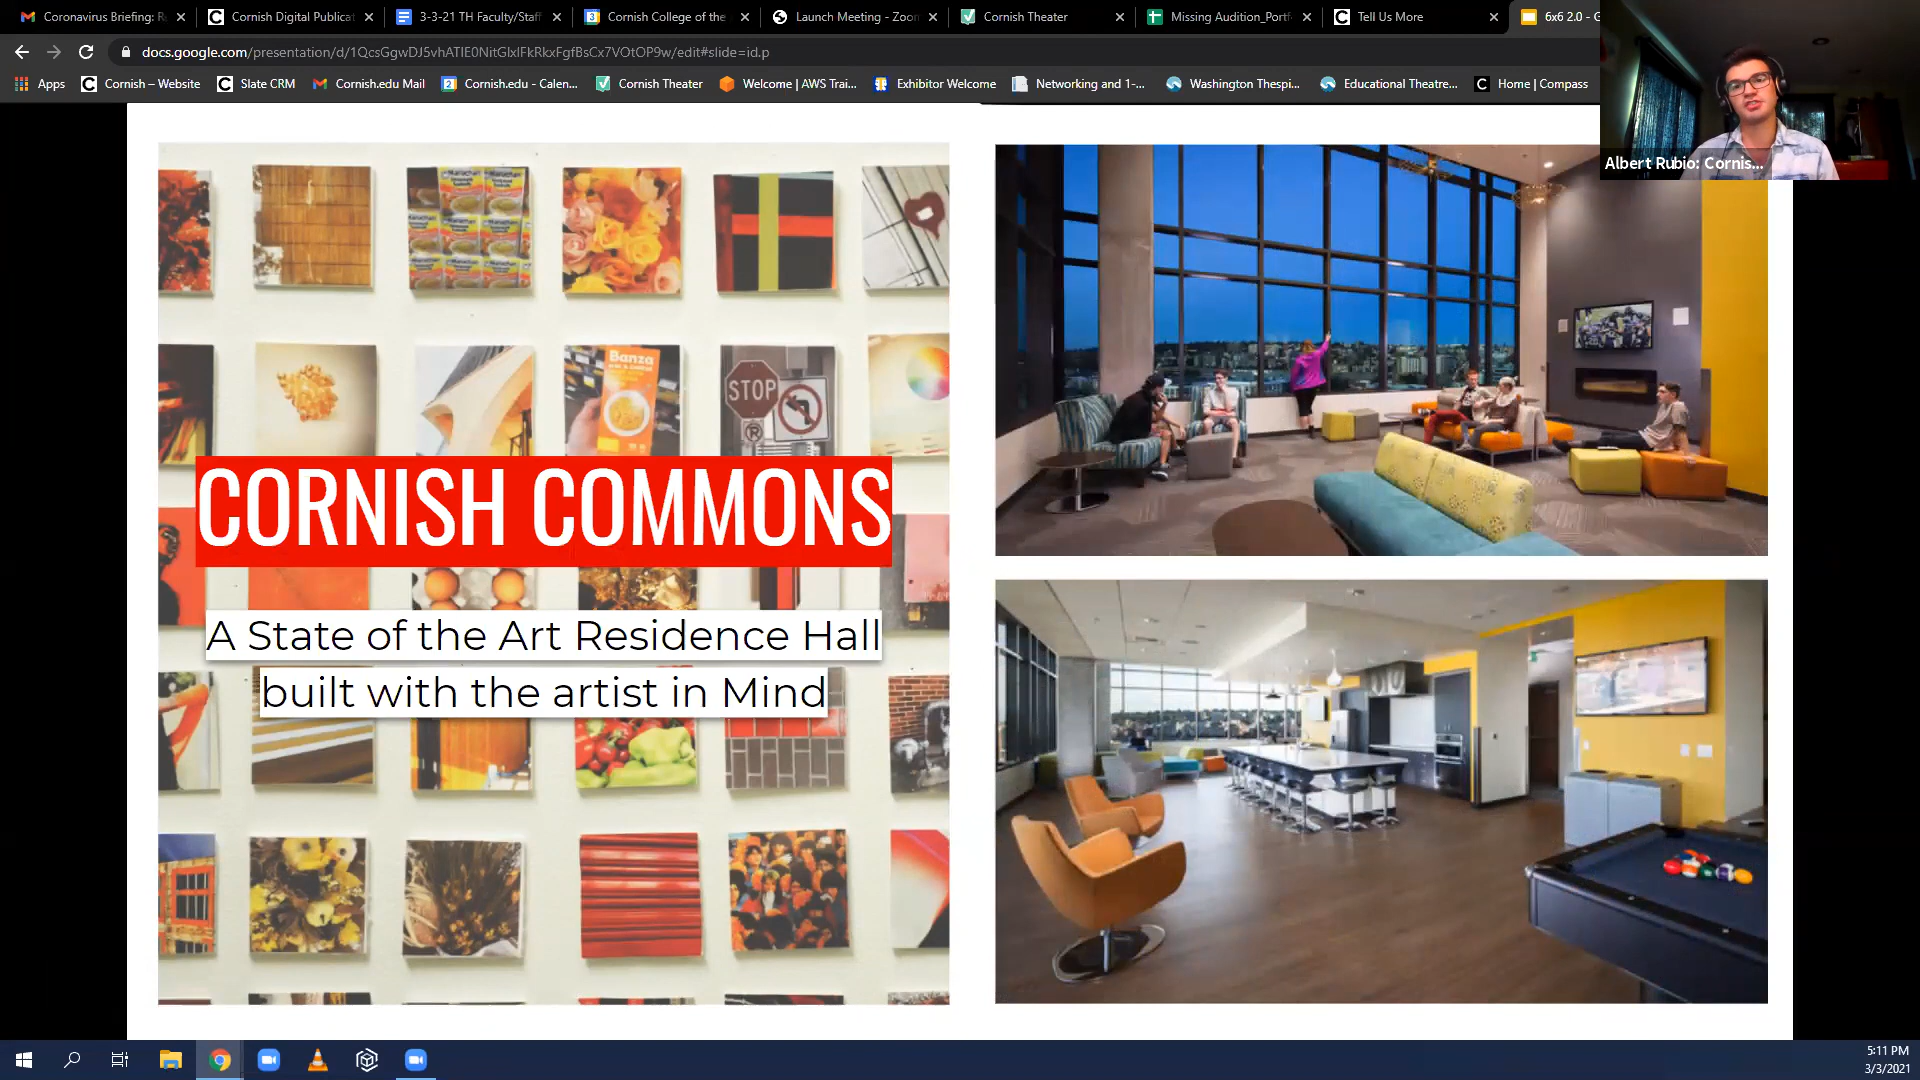 Coronavirus Briefing: R
Cornish Digital Publicat
3-3-21 TH Faculty/Staff
Cornish College of the
Launch Meeting - Zoom
Cornish Theater
Missing Audition_Portf
Tell Us More
6x6 2.0 - G
docs.google.com/presentation/d/1QcsGgwDJ5vhATIE0NitGlxlFkRkxFgfBsCx7VOtOP9w/edit#slide=id.p
Apps
Cornish – Website
Slate CRM
Cornish.edu Mail
Cornish.edu - Calen...
Cornish Theater
Welcome | AWS Trai...
Exhibitor Welcome
Networking and 1-...
Washington Thespi...
Educational Theatre...
Home | Compass
Albert Rubio: Cornis...
Maruchan
Banza
STOP
CORNISH COMMONS
A State of the Art Residence Hall
built with the artist in Mind
5:11 PM
3/3/2021